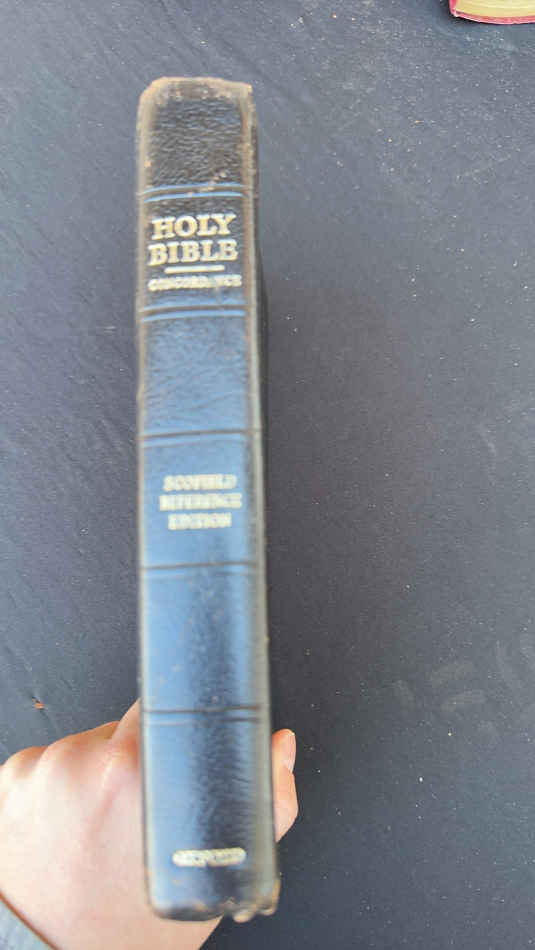 HOLY
BIBLE
CONCORDANCE
SCOFIELD
REFERENCE
EDITION